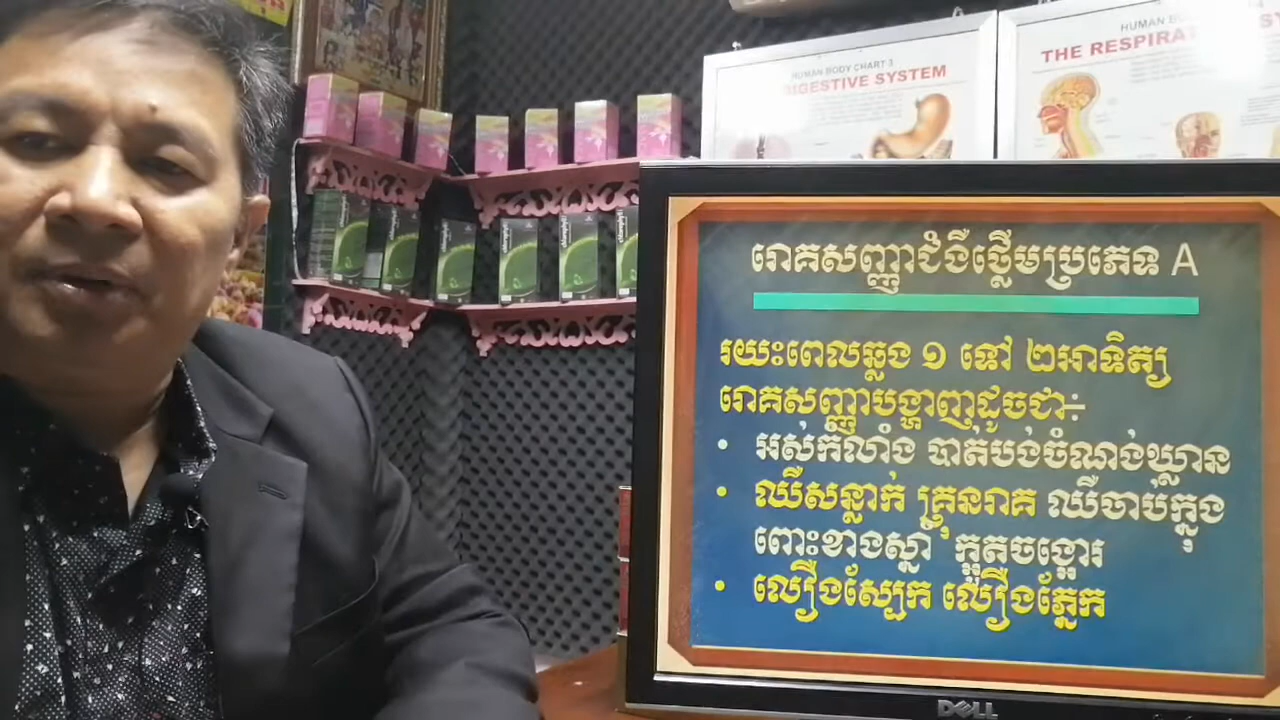 HUMAN BODY CHART 3
DIGESTIVE SYSTEM
HUMAN BODY
THE RESPIRAT
រោគសញ្ញាជំងឺថ្លើមប្រភេទ A
រយៈពេលឆ្លង ១ ទៅ ២អាទិត្យ
រោគសញ្ញាបង្ហាញដូចជា៖
• អស់កំលាំង បាត់បង់ចំណង់ឃ្លាន
• ឈឺសន្លាក់ គ្រុនរាគ ឈឺចាប់ក្នុង
ពោះខាងស្ដាំ ក្អួតចង្អោរ
• លឿងស្បែក លឿងភ្នែក
DELL